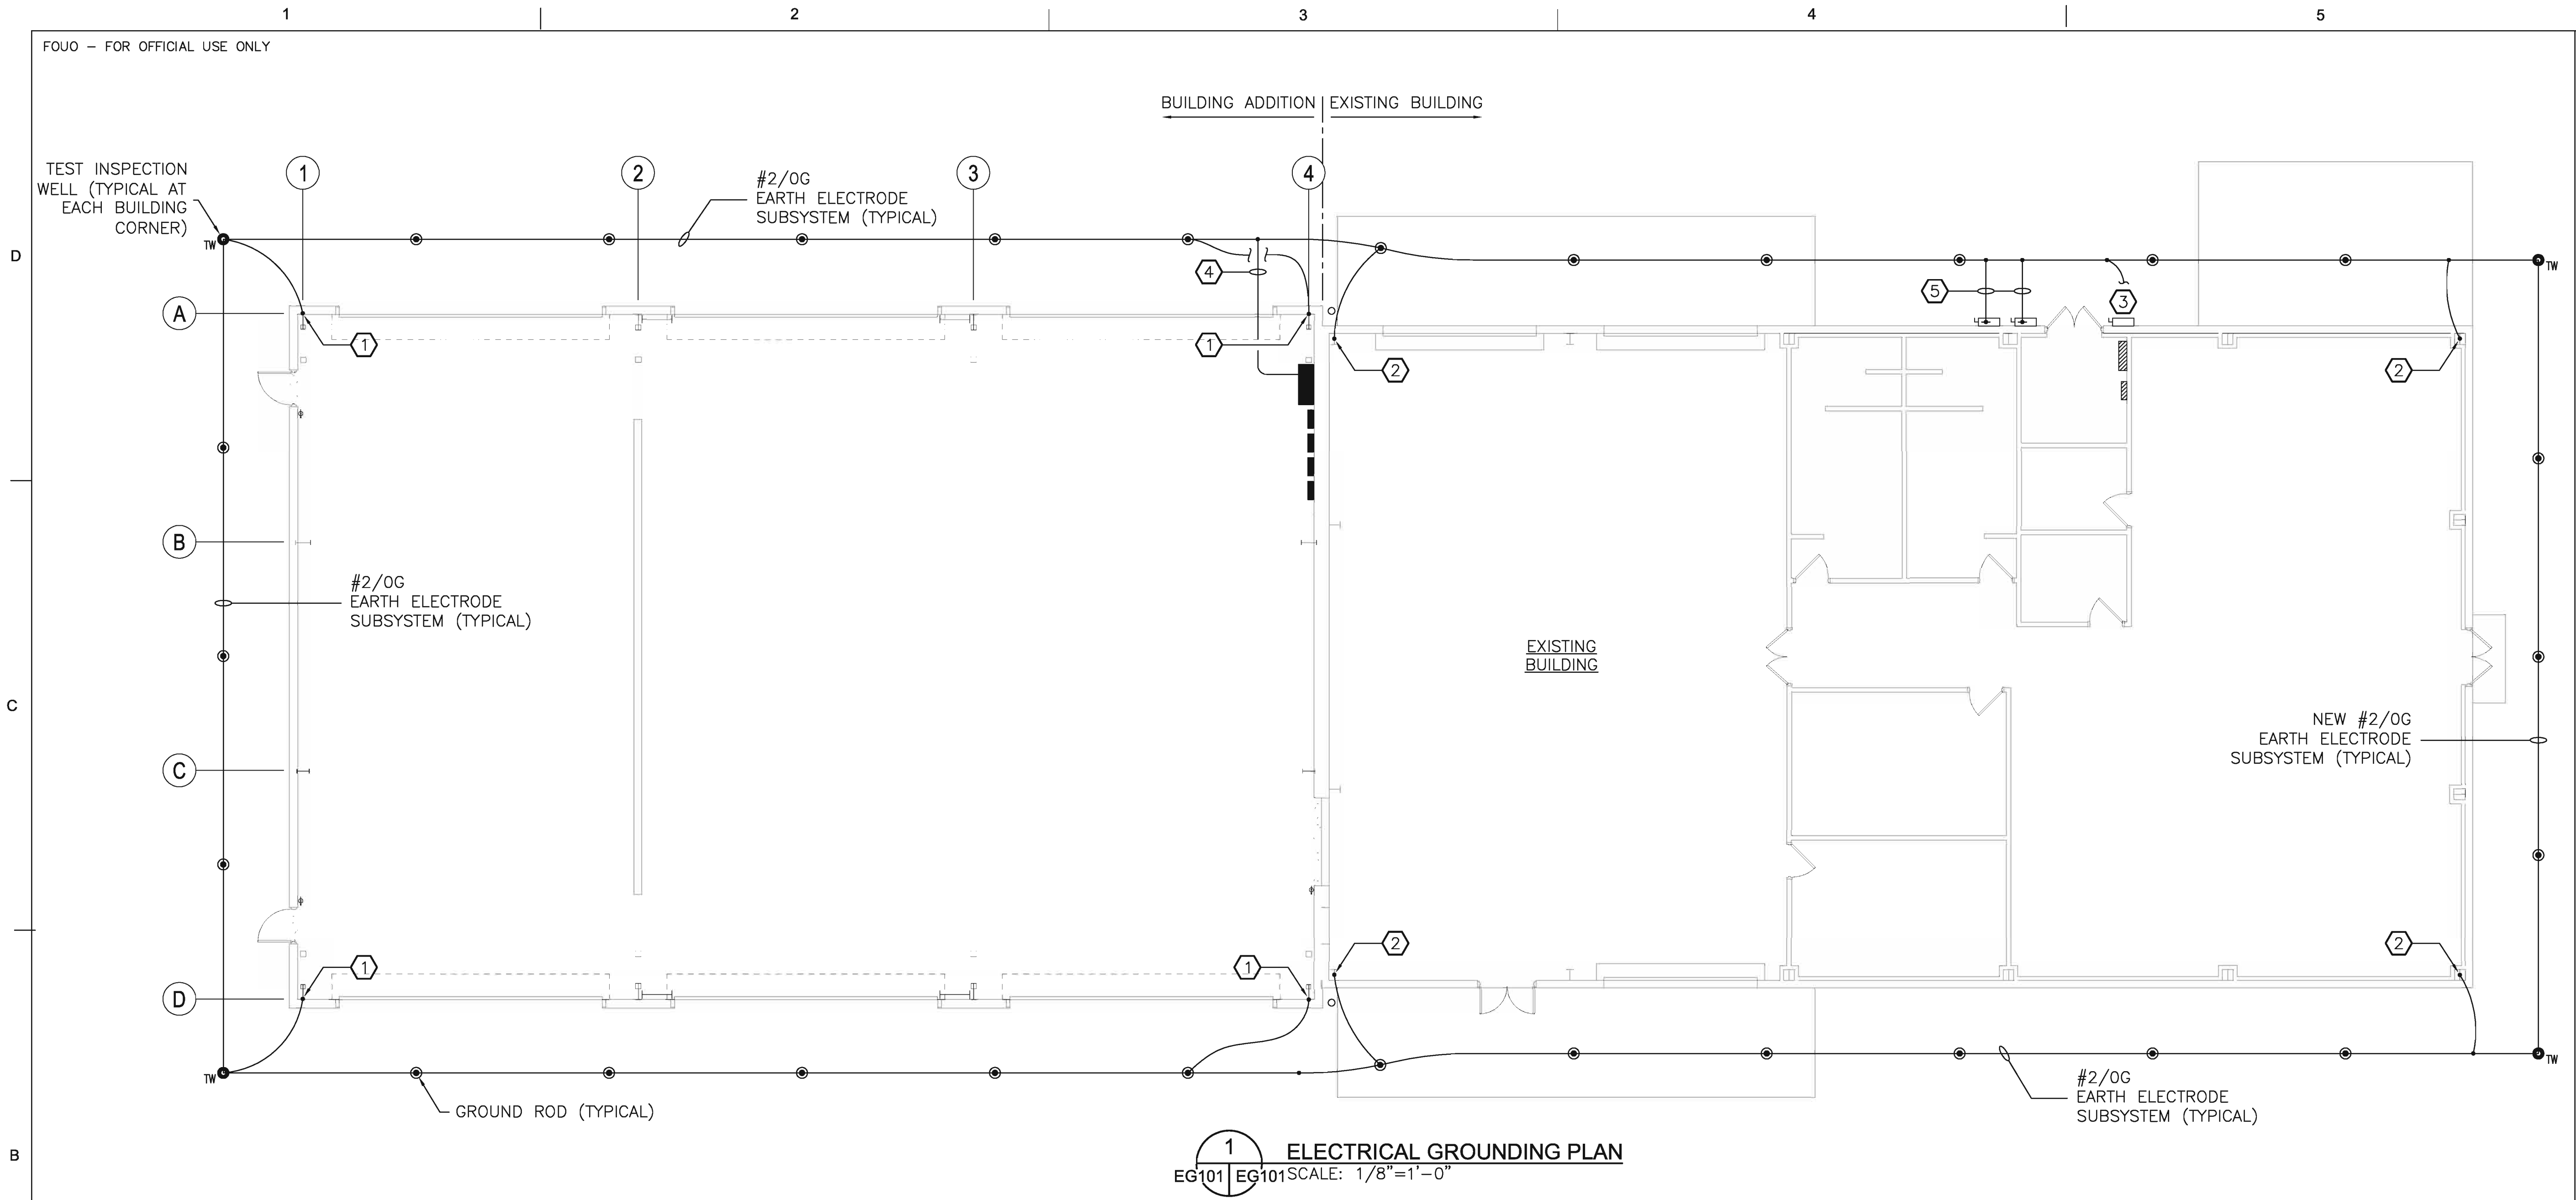 1 2 3 4 5
FOUO – FOR OFFICIAL USE ONLY
BUILDING ADDITION EXISTING BUILDING
TEST INSPECTION
WELL (TYPICAL AT
EACH BUILDING
CORNER)
1 2 3 4
#2/0G
EARTH ELECTRODE
SUBSYSTEM (TYPICAL)
TW
TW
D
4
5
3
A
1
1
2
2
B
#2/0G
EARTH ELECTRODE
SUBSYSTEM (TYPICAL)
EXISTING
BUILDING
C
NEW #2/0G
EARTH ELECTRODE
SUBSYSTEM (TYPICAL)
C
1
1
2
2
D
TW
TW
GROUND ROD (TYPICAL)
#2/0G
EARTH ELECTRODE
SUBSYSTEM (TYPICAL)
B
1
EG101 EG101
ELECTRICAL GROUNDING PLAN
SCALE: 1/8"=1'–0"